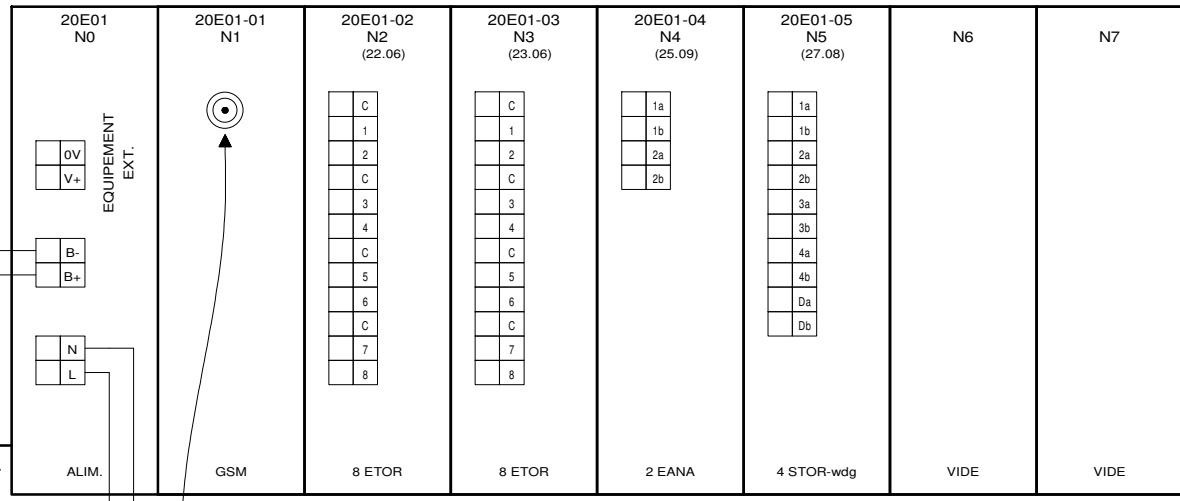 20E01
N0
0V
V+
EQUIPEMENT
EXT.
B-
B+
N
L
ALIM.
20E01-01
N1
GSM
20E01-02
N2
(22.06)
C
1
2
C
3
4
C
5
6
C
7
8
8 ETOR
20E01-03
N3
(23.06)
C
1
2
C
3
4
C
5
6
C
7
8
8 ETOR
20E01-04
N4
(25.09)
1a
1b
2a
2b
2 EANA
20E01-05
N5
(27.08)
1a
1b
2a
2b
3a
3b
4a
4b
Da
Db
4 STOR-wdg
N6
VIDE
N7
VIDE